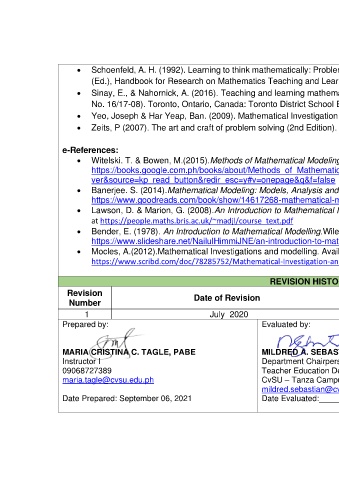 • Schoenfeld, A. H. (1992). Learning to think mathematically:
(Ed.), Handbook for Research on Mathematics Teaching and
• Sinay, E., & Nahornick, A. (2016). Teaching and learning
No. 16/17-08). Toronto, Ontario, Canada: Toronto District School
• Yeo, Joseph & Har Yeap, Ban. (2009). Mathematical Investigation
• Zeits, P (2007). The art and craft of problem solving (2nd Edition).
e-References:
• Witelski. T. & Bowen, M.(2015).Methods of Mathematical
https://books.google.com.ph/books/about/Methods_of_
ver&source=kp_read_button&redir_esc=y#v=onepage&q&f=false
• Banerjee. S. (2014).Mathematical Modeling: Models, Analysis and
https://www.goodreads.com/book/show/14617268-mathematical-m
• Lawson, D. & Marion, G. (2008).An Introduction to Mathematical
at https://people.maths.bris.ac.uk/~madjl/course_text.pdf
• Bender, E. (1978). An Introduction to Mathematical Modelling.Wile
https://www.slideshare.net/NailulHimmiJNE/an-introduction-to-mat
• Mocles, A.(2012).Mathematical Investigations and modelling. Avail
https://www.scribd.com/doc/78285752/Mathematical-Investigation-an
REVISION HISTO
Revision Number Date of Revision
1 July 2020
Prepared by: Evaluated by:
MARIA CRISTINA C. TAGLE, PABE MILDRED A. SEBAS
Instructor 1 Department Chairpers
09068727389 Teacher Education De
maria.tagle@cvsu.edu.ph CvSU – Tanza Camp
mildred.sebastian@cv
Date Prepared: September 06, 2021 Date Evaluated: